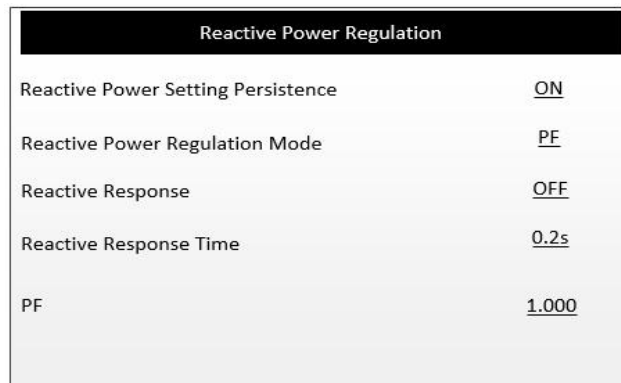 Reactive Power Regulation
Reactive Power Setting Persistence ON
Reactive Power Regulation Mode PF
Reactive Response OFF
Reactive Response Time 0.2s
PF 1.000